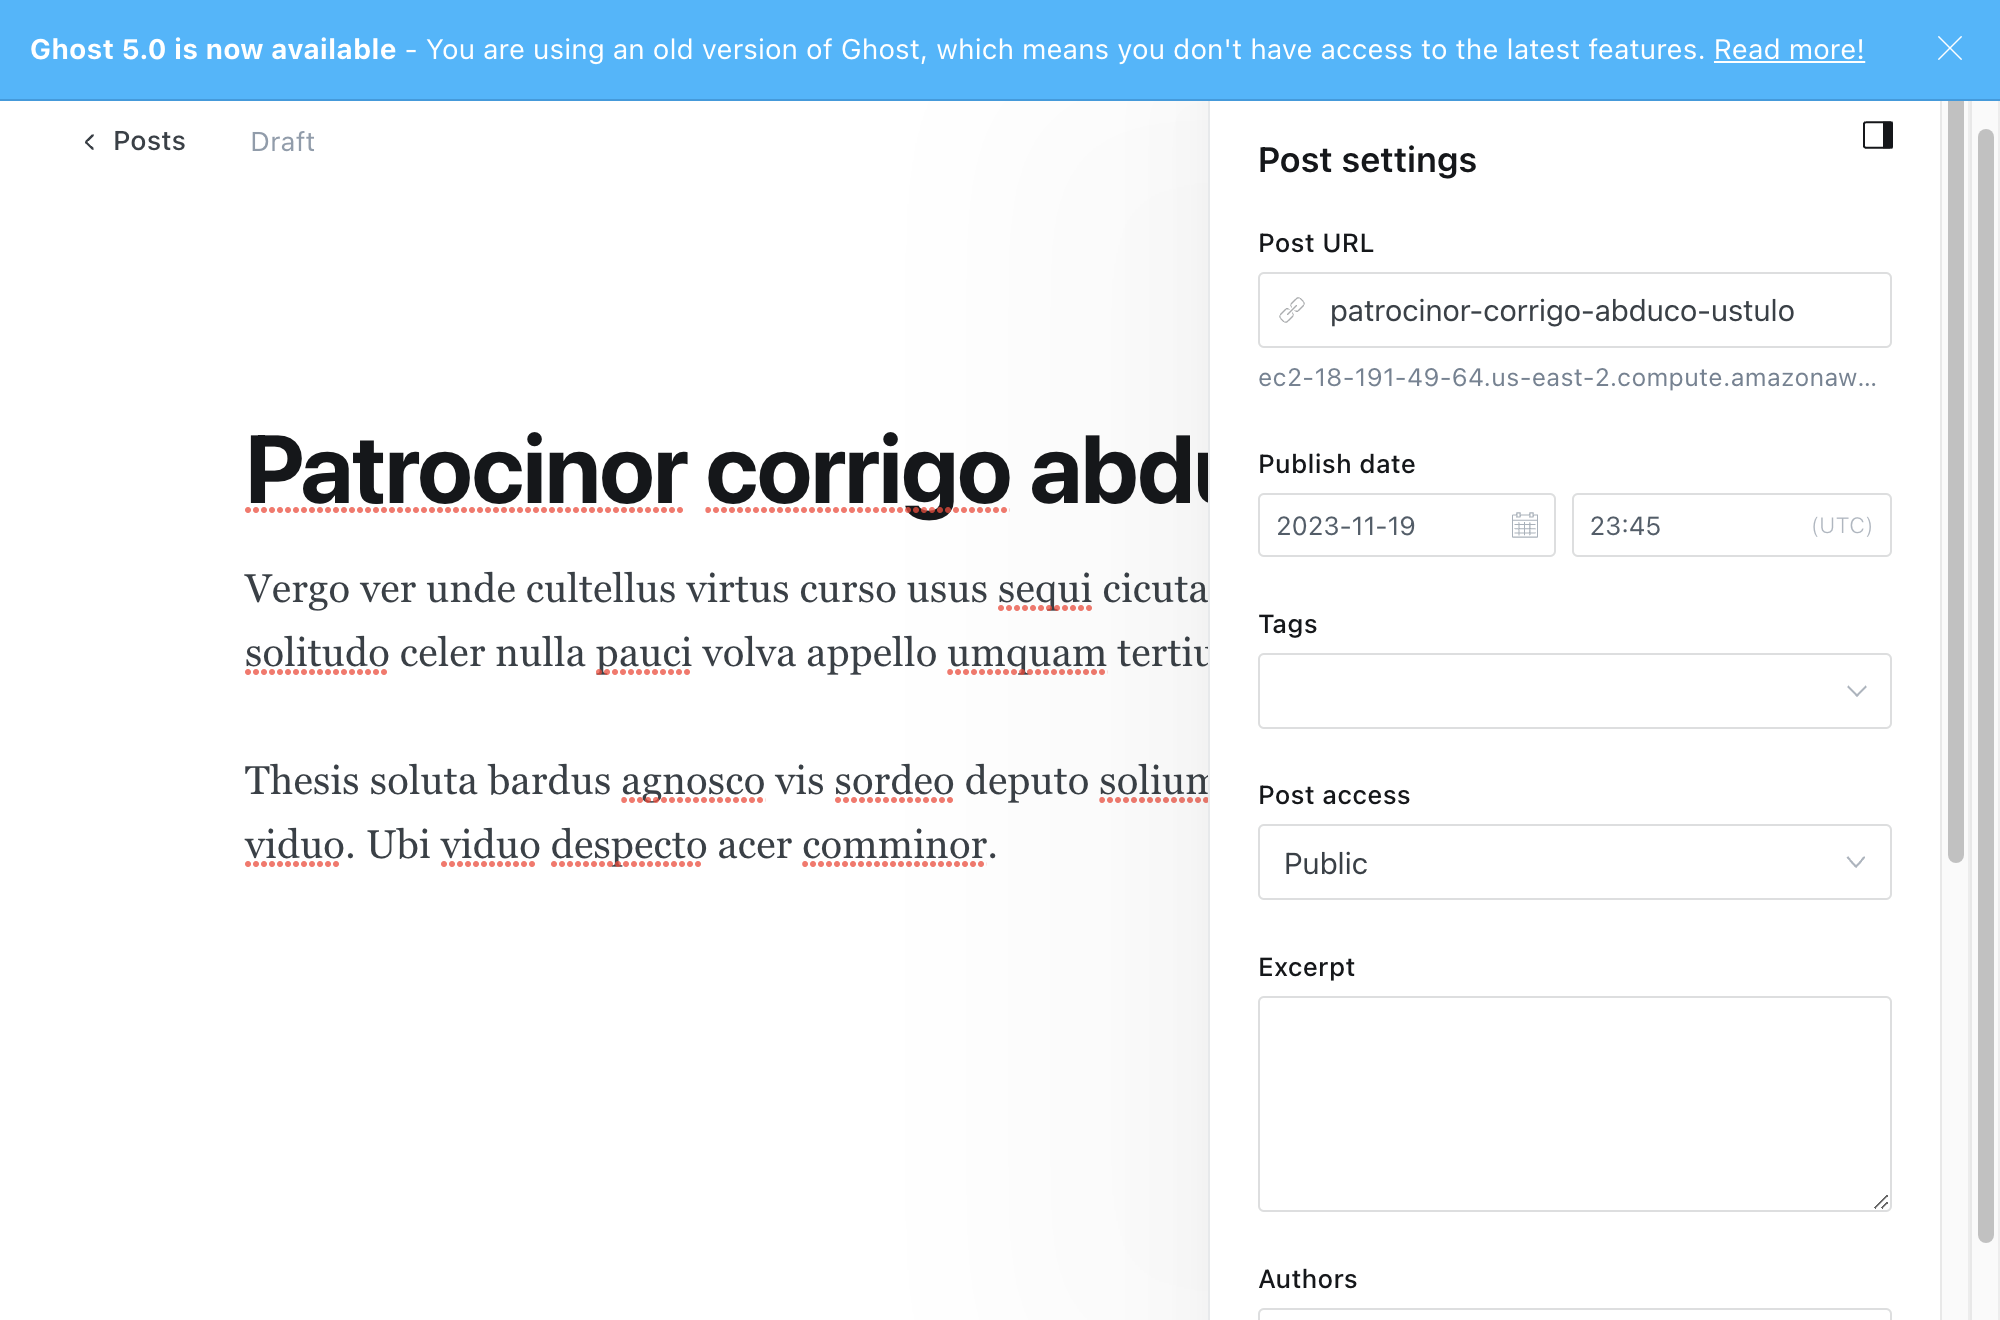 Ghost 5.0 is now available - You are using an old version of Ghost, which means you don't have access to the latest features. Read more!
Posts Draft
Patrocinor corrigo
Vergo ver unde cultellus virtus curso usus sequi cicuta
solitudo celer nulla pauci volva appello umquam
Thesis soluta bardus agnosco vis sordeo deputo solium
viduo. Ubi viduo despecto acer comminor.
Post settings
Post URL
patrocinor-corrigo-abduco-ustulo
ec2-18-191-49-64.us-east-2.compute.amazonaw...
Publish date
2023-11-19 23:45 (UTC)
Tags
Post access
Public
Excerpt
Authors